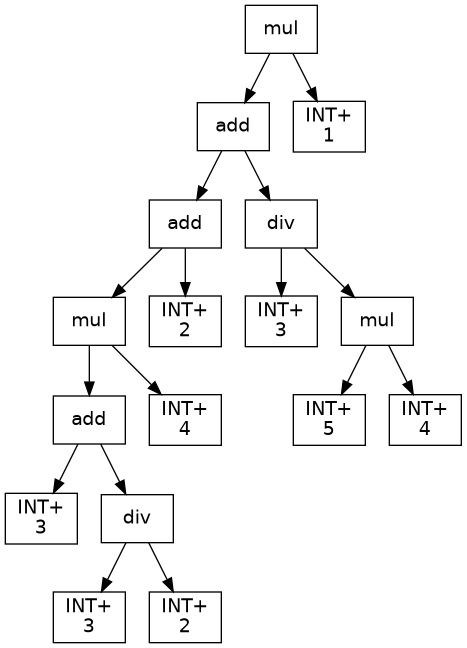 mul
add
INT+
1
add
div
mul
INT+
2
INT+
3
mul
add
INT+
4
INT+
5
INT+
4
INT+
3
div
INT+
3
INT+
2